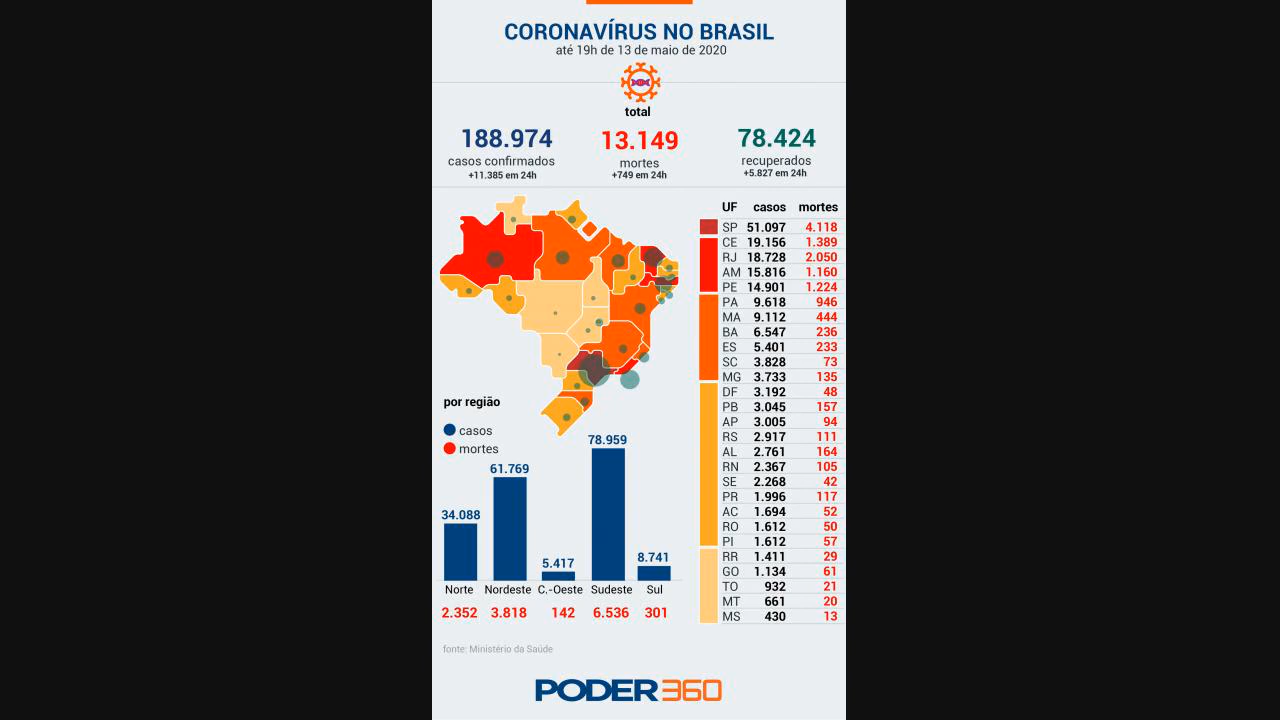 CORONAVÍRUS NO BRASIL
até 19h de 13 de maio de 2020
total
188.974 13.149 78.424
casos confirmados mortes recuperados
+11.385 em 24h +749 em 24h +5.827 em 24h
UF casos mortes
SP 51.097 4.118
CE 19.156 1.389
RJ 18.728 2.050
AM 15.816 1.160
PE 14.901 1.224
PA 9.618 946
MA 9.112 444
BA 6.547 236
ES 5.401 233
SC 3.828 73
MG 3.733 135
DF 3.192 48
PB 3.045 157
AP 3.005 94
RS 2.917 111
AL 2.761 164
RN 2.367 105
SE 2.268 42
PR 1.996 117
AC 1.694 52
RO 1.612 50
PI 1.612 57
RR 1.411 29
GO 1.134 61
TO 932 21
MT 661 20
MS 430 13
por região
casos
mortes
34.088 61.769 5.417 78.959 8.741
Norte Nordeste C.-Oeste Sudeste Sul
2.352 3.818 142 6.536 301
fonte: Ministério da Saúde
PODER360